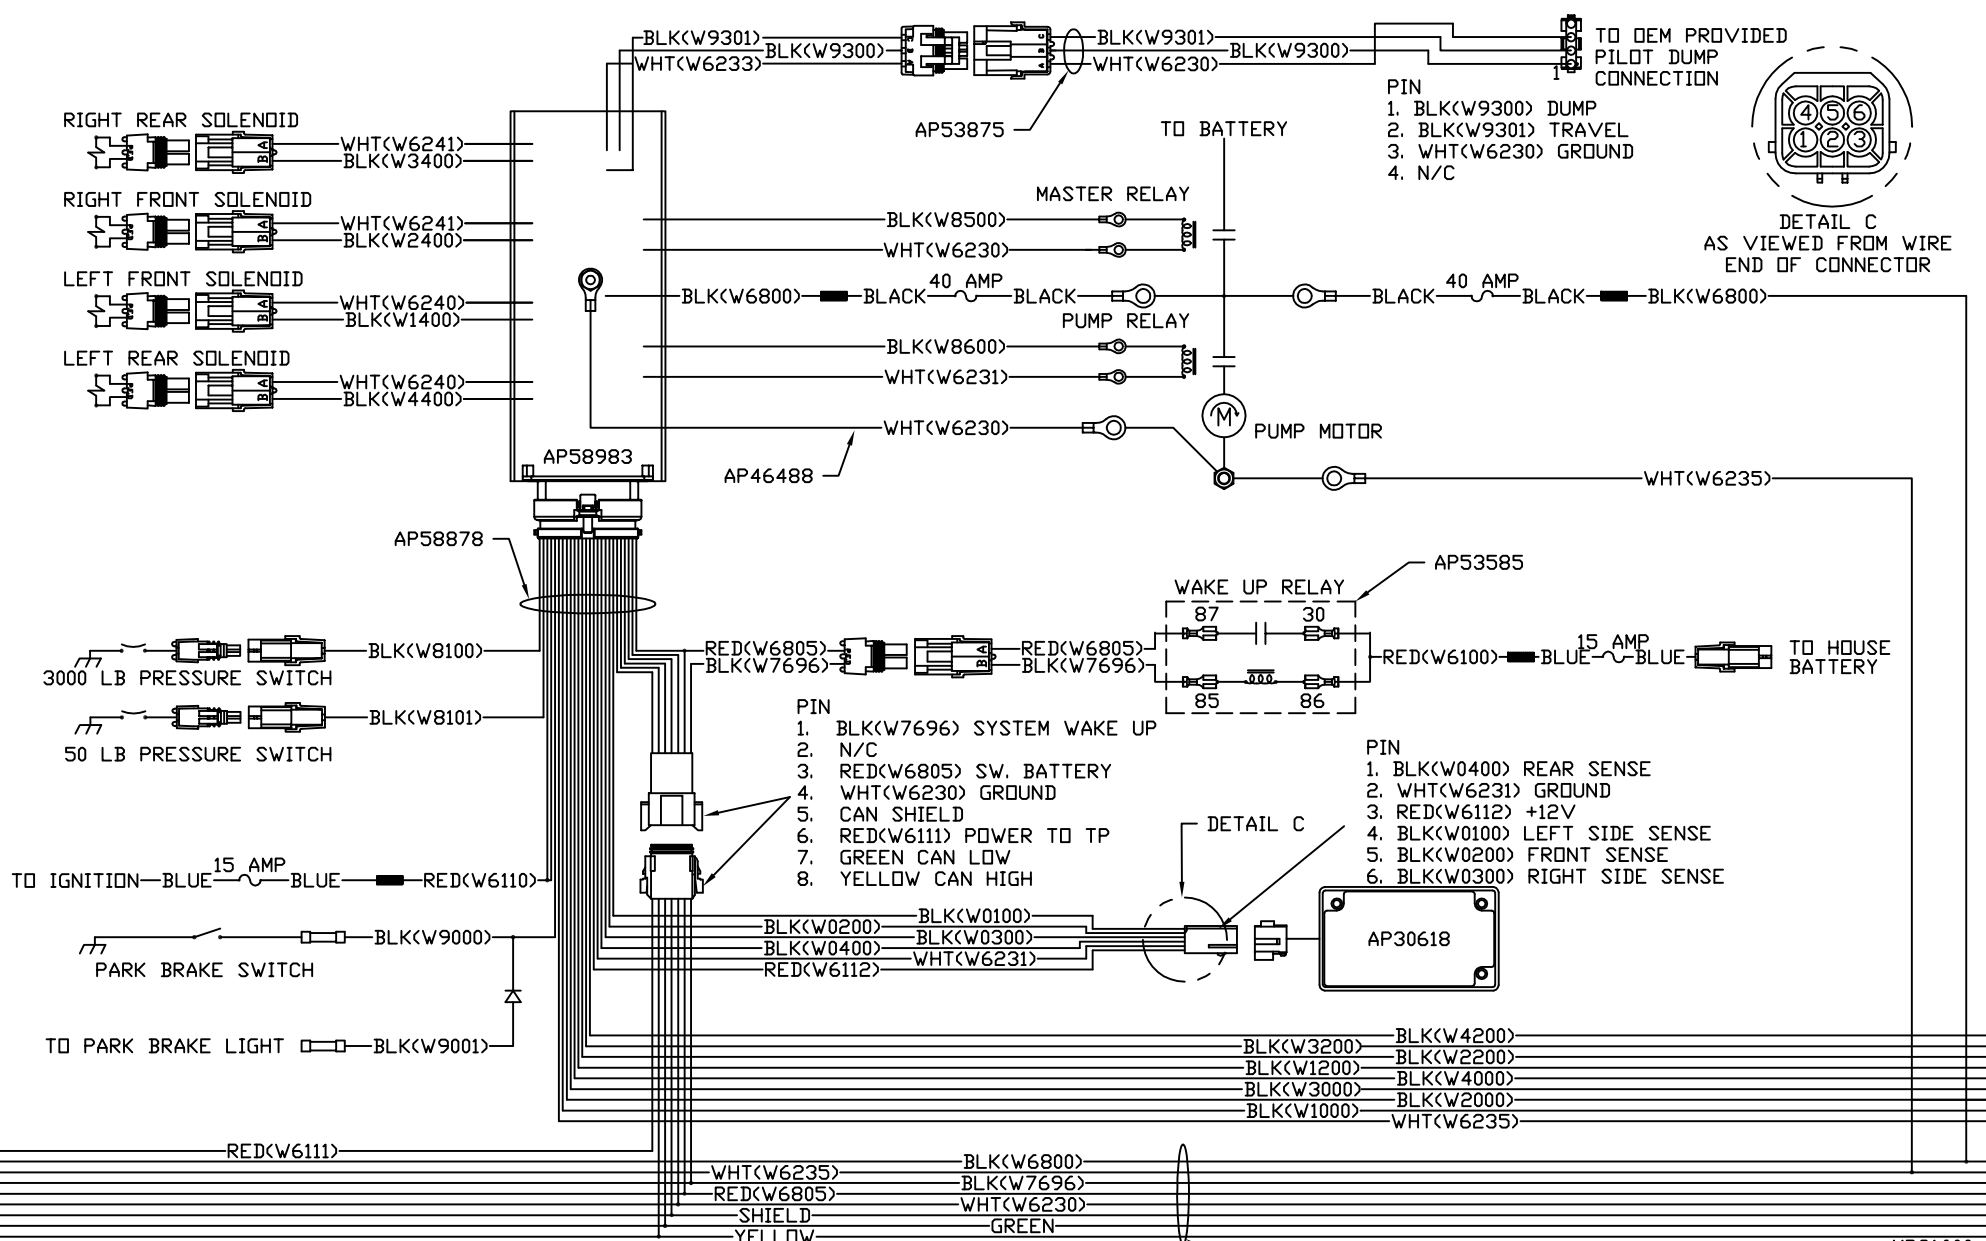 BLK(W9301)
BLK(W9300)
WHT(W6233)
C
B
A
BLK(W9301)
BLK(W9300)
WHT(W6230)
1
TO OEM PROVIDED
PILOT DUMP
CONNECTION
AP53875
PIN
1. BLK(W9300) DUMP
2. BLK(W9301) TRAVEL
3. WHT(W6230) GROUND
4. N/C
4 5 6
1 2 3
DETAIL C
AS VIEWED FROM WIRE
END OF CONNECTOR
RIGHT REAR SOLENOID
A
B
WHT(W6241)
BLK(W3400)
RIGHT FRONT SOLENOID
A
B
WHT(W6241)
BLK(W2400)
LEFT FRONT SOLENOID
A
B
WHT(W6240)
BLK(W1400)
LEFT REAR SOLENOID
A
B
WHT(W6240)
BLK(W4400)
TO BATTERY
MASTER RELAY
BLK(W8500)
WHT(W6230)
BLK(W6800)
BLACK
40 AMP
BLACK
BLACK
40 AMP
BLACK
BLK(W6800)
PUMP RELAY
BLK(W8600)
WHT(W6231)
M
PUMP MOTOR
WHT(W6230)
AP46488
WHT(W6235)
AP58983
AP58878
BLK(W8100)
3000 LB PRESSURE SWITCH
BLK(W8101)
50 LB PRESSURE SWITCH
RED(W6805)
BLK(W7696)
A
B
RED(W6805)
BLK(W7696)
AP53585
WAKE UP RELAY
87
30
85
86
RED(W6100)
BLUE
15 AMP
BLUE
TO HOUSE
BATTERY
PIN
1. BLK(W7696) SYSTEM WAKE UP
2. N/C
3. RED(W6805) SW. BATTERY
4. WHT(W6230) GROUND
5. CAN SHIELD
6. RED(W6111) POWER TO TP
7. GREEN CAN LOW
8. YELLOW CAN HIGH
PIN
1. BLK(W0400) REAR SENSE
2. WHT(W6231) GROUND
3. RED(W6112) +12V
4. BLK(W0100) LEFT SIDE SENSE
5. BLK(W0200) FRONT SENSE
6. BLK(W0300) RIGHT SIDE SENSE
DETAIL C
AP30618
TO IGNITION
BLUE
15 AMP
BLUE
RED(W6110)
BLK(W9000)
PARK BRAKE SWITCH
TO PARK BRAKE LIGHT
BLK(W9001)
BLK(W0100)
BLK(W0200)
BLK(W0300)
BLK(W0400)
WHT(W6231)
RED(W6112)
BLK(W4200)
BLK(W3200)
BLK(W2200)
BLK(W1200)
BLK(W4000)
BLK(W3000)
BLK(W2000)
BLK(W1000)
WHT(W6235)
RED(W6111)
BLK(W6800)
WHT(W6235)
BLK(W7696)
RED(W6805)
WHT(W6230)
SHIELD
GREEN
YELLOW